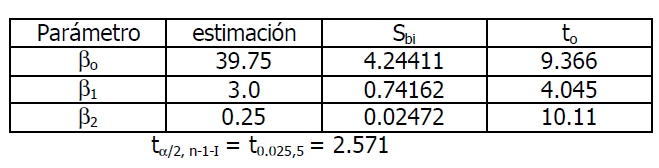 Parámetro estimación Sbi to
βo 39.75 4.24411 9.366
β1 3.0 0.74162 4.045
β2 0.25 0.02472 10.11
tα/2, n-1-I = t0.025,5 = 2.571